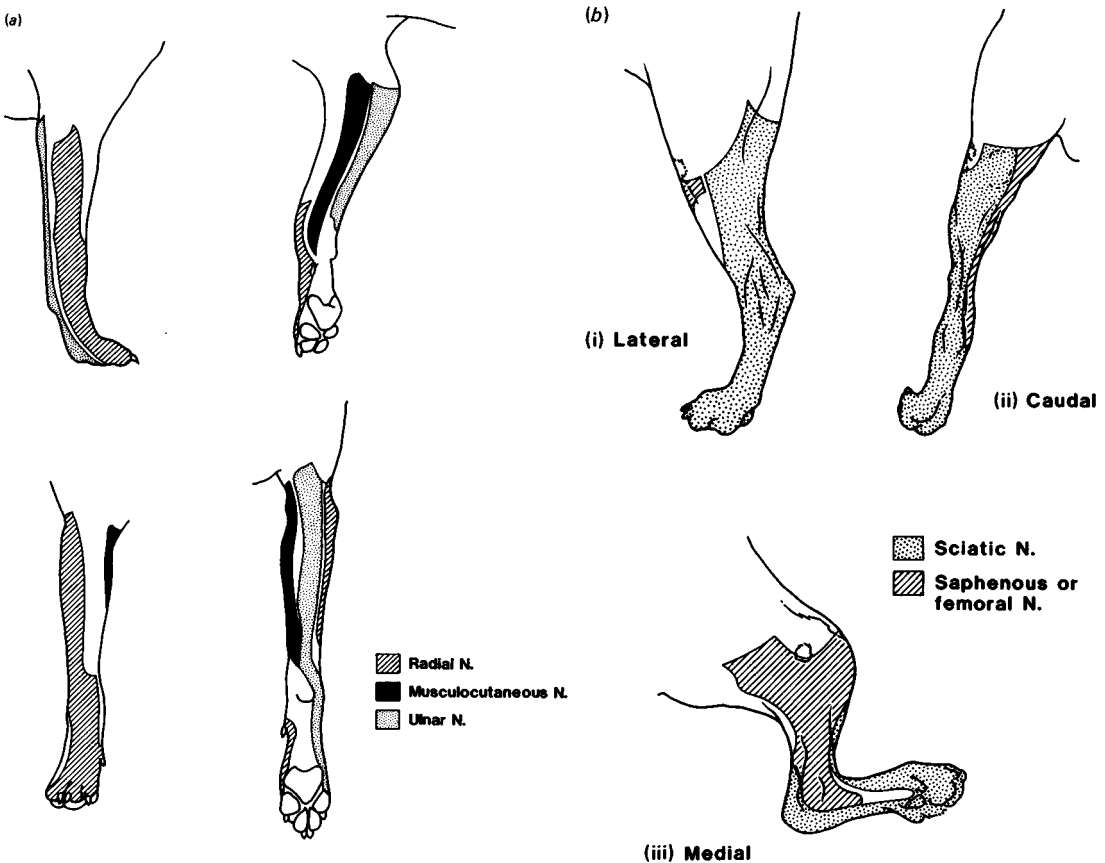 (a)
Radial N.
Musculocutaneous N.
Ulnar N.
(b)
(i) Lateral
(ii) Caudal
Sciatic N.
Saphenous or
femoral N.
(iii) Medial